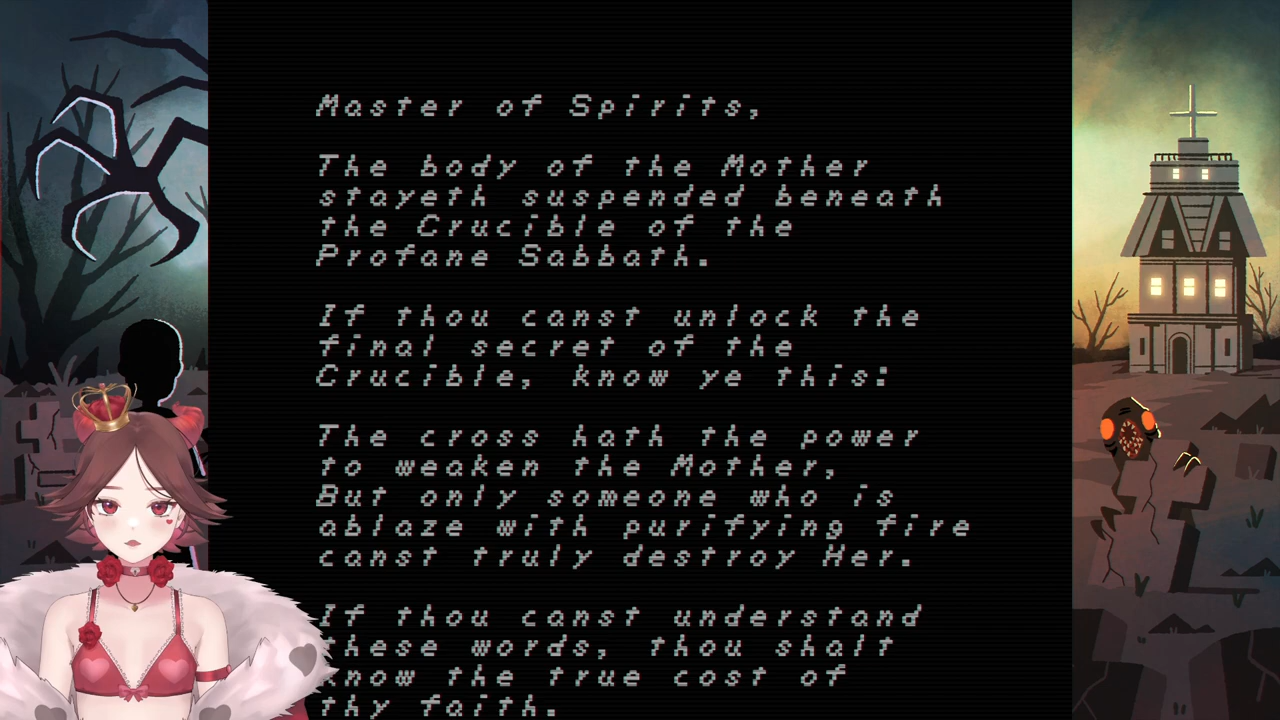 Master of Spirits,
The body of the Mother
stayeth suspended beneath
the Crucible of the
Profane Sabbath.
If thou canst unlock the
final secret of the
Crucible, know ye this:
The cross hath the power
to weaken the Mother,
But only someone who is
ablaze with purifying fire
canst truly destroy Her.
If thou canst understand
these words, thou shalt
know the true cost of
thy faith.